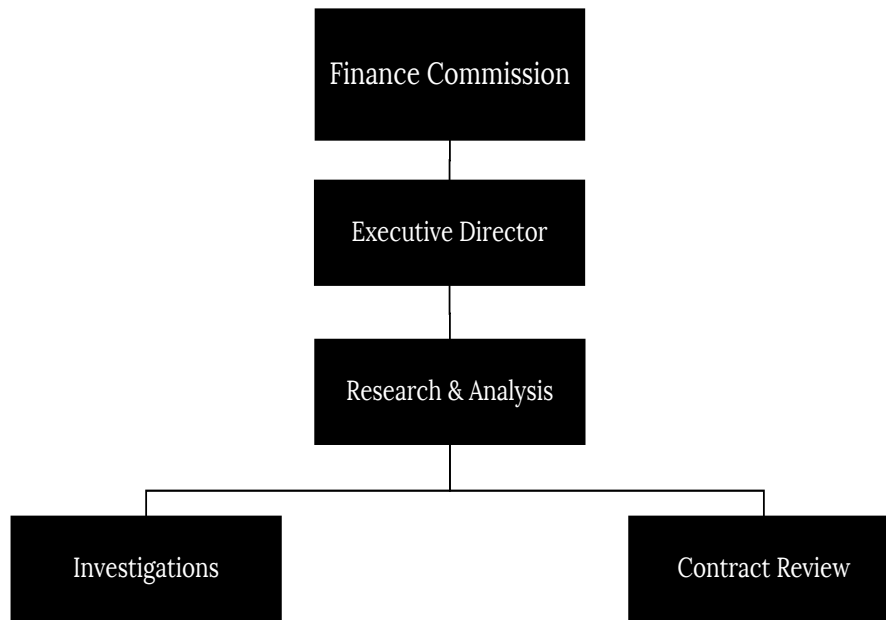 Finance Commission
Executive Director
Research & Analysis
Investigations
Contract Review